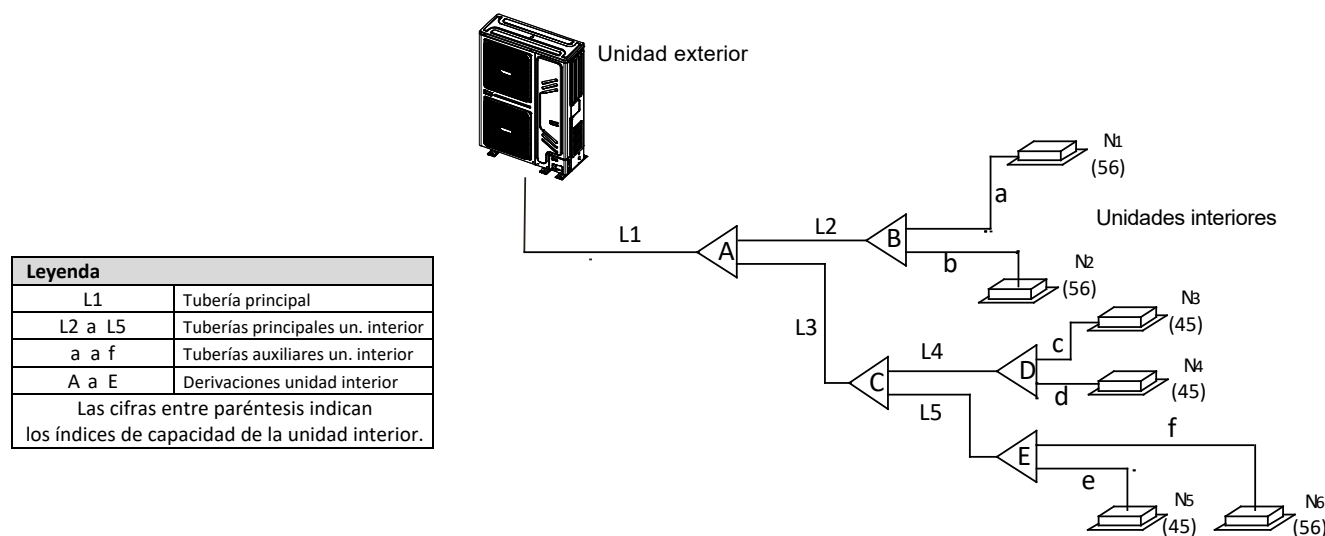 Unidad exterior
N1
(56)
a
Unidades interiores
L1
A
L2
B
b
N2
(56)
L3
N3
(45)
c
L4
D
C
d
N4
(45)
L5
f
E
e
N5
(45)
N6
(56)
Leyenda
L1 Tubería principal
L2 a L5 Tuberías principales un. interior
a a f Tuberías auxiliares un. interior
A a E Derivaciones unidad interior
Las cifras entre paréntesis indican
los índices de capacidad de la unidad interior.